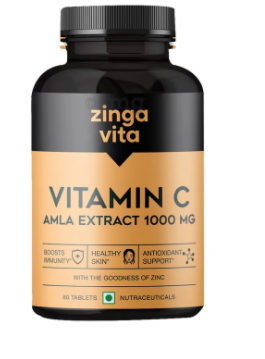 zinga
vita
VITAMIN C
AMLA EXTRACT 1000 MG
BOOSTS IMMUNITY* HEALTHY SKIN* ANTIOXIDANT SUPPORT*
WITH THE GOODNESS OF ZINC
60 TABLETS NUTRACEUTICALS